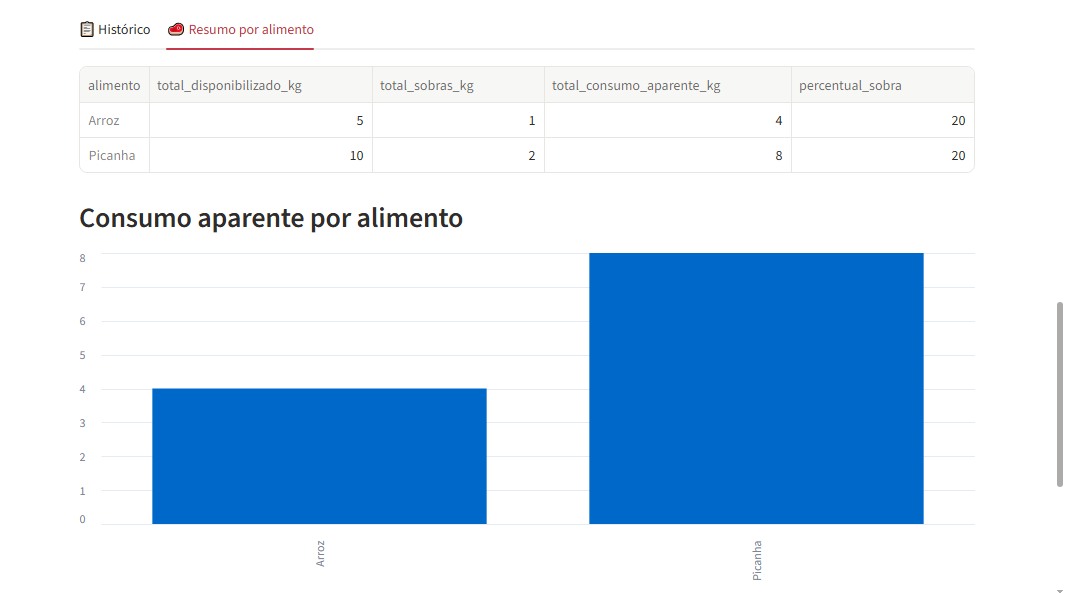 Histórico Resumo por alimento
alimento total_disponibilizado_kg total_sobras_kg total_consumo_aparente_kg percentual_sobra
Arroz 5 1 4 20
Picanha 10 2 8 20
Consumo aparente por alimento
8
7
6
5
4
3
2
1
0
Arroz Picanha